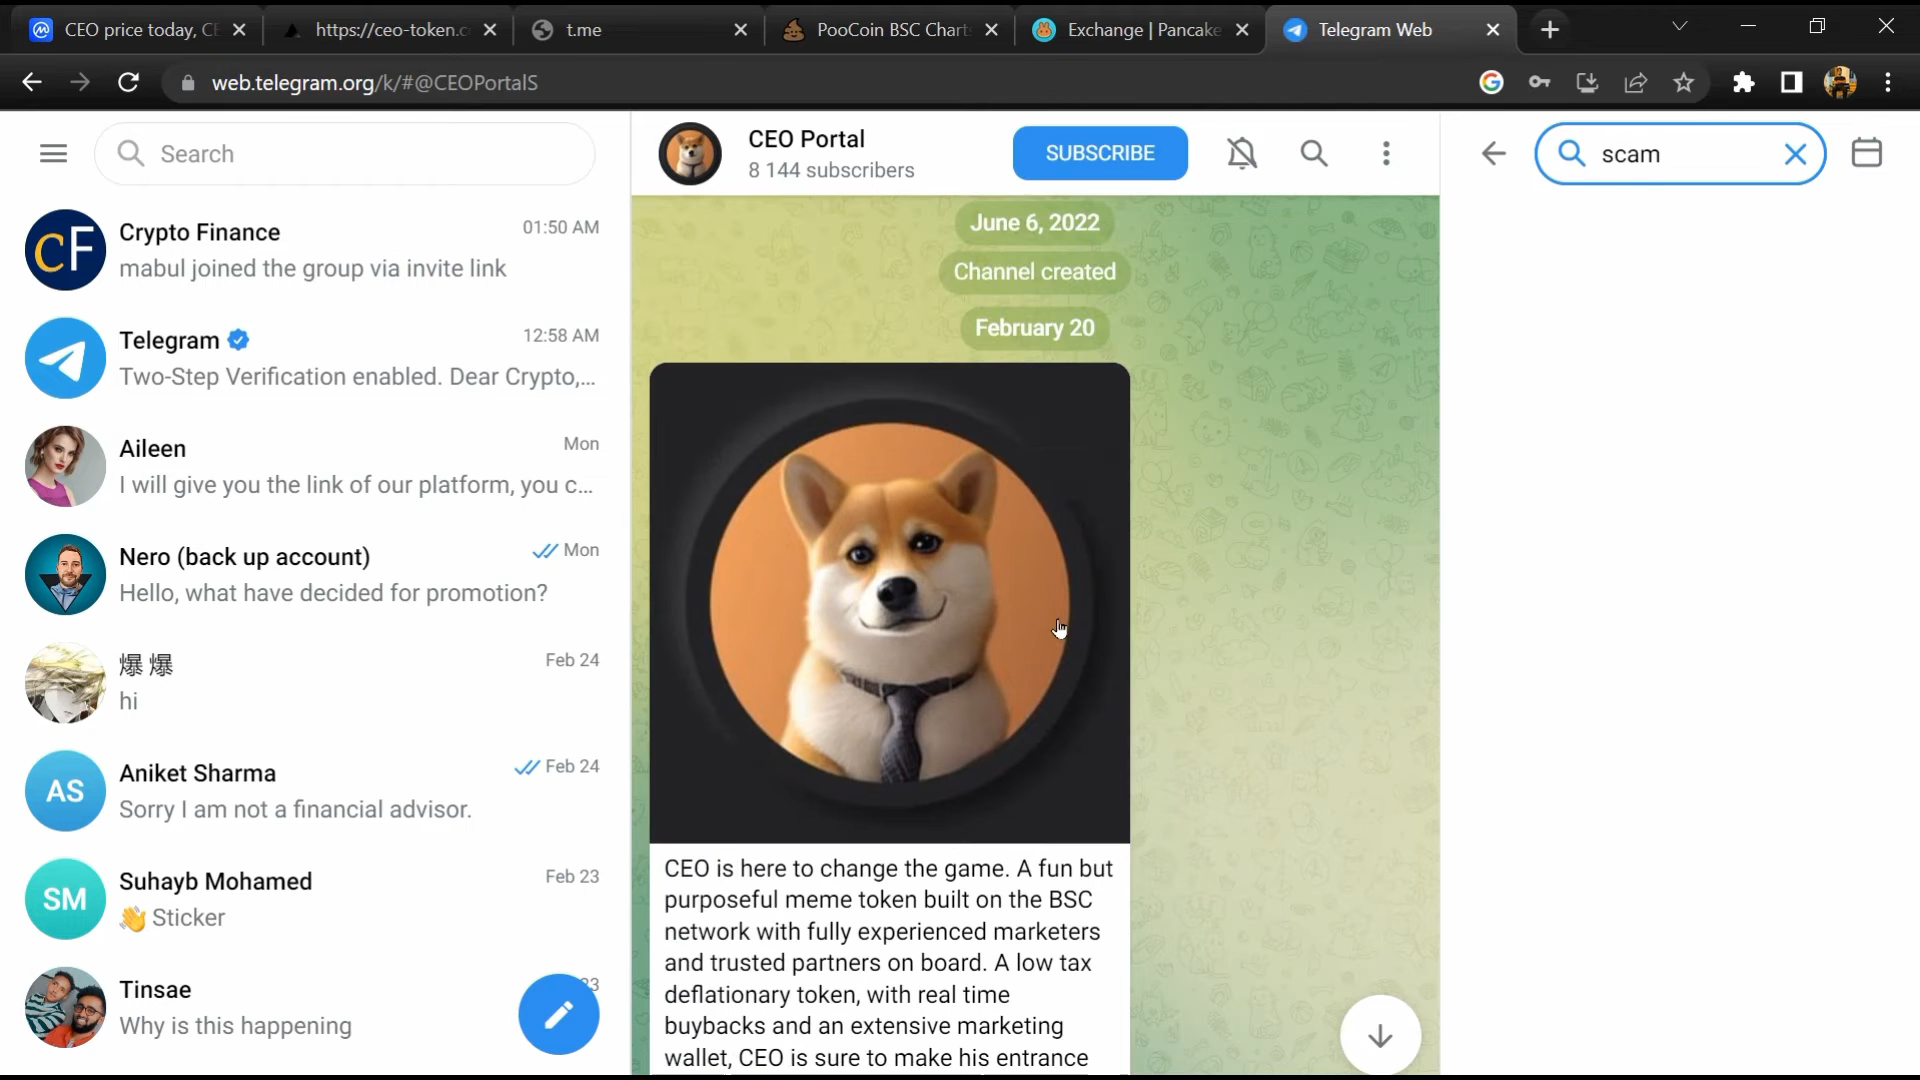 CEO price today, CE
https://ceo-token.c
t.me
PooCoin BSC Charts
Exchange | Pancake
Telegram Web
web.telegram.org/k/#@CEOPortalS
Search
Crypto Finance
01:50 AM
mabul joined the group via invite link
Telegram
12:58 AM
Two-Step Verification enabled. Dear Crypto,...
Aileen
Mon
I will give you the link of our platform, you c...
Nero (back up account)
Mon
Hello, what have decided for promotion?
爆 爆
Feb 24
hi
AS
Aniket Sharma
Feb 24
Sorry I am not a financial advisor.
SM
Suhayb Mohamed
Feb 23
👋 Sticker
Tinsae
Why is this happening
CEO Portal
8 144 subscribers
SUBSCRIBE
June 6, 2022
Channel created
February 20
CEO is here to change the game. A fun but
purposeful meme token built on the BSC
network with fully experienced marketers
and trusted partners on board. A low tax
deflationary token, with real time
buybacks and an extensive marketing
wallet, CEO is sure to make his entrance
scam